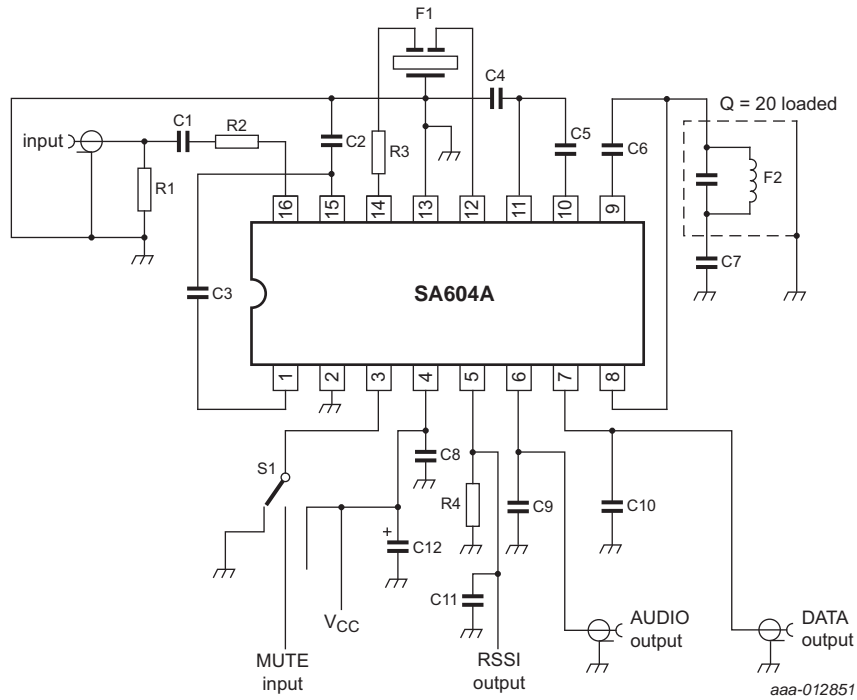 F1
C4
Q = 20 loaded
input
C1
R2
C2
R3
C5
C6
F2
R1
16
15
14
13
12
11
10
9
C7
C3
SA604A
1
2
3
4
5
6
7
8
S1
C8
R4
C9
C10
+
C12
C11
VCC
MUTE
input
RSSI
output
AUDIO
output
DATA
output
aaa-012851